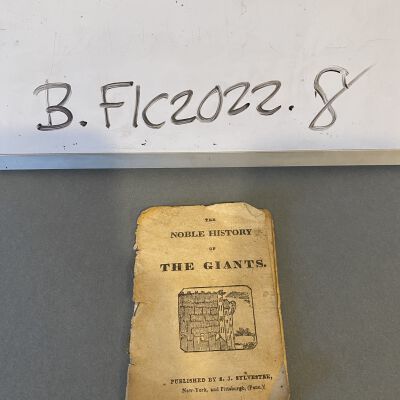 B.FIC2022.8
THE
NOBLE HISTORY
OF
THE GIANTS.
PUBLISHED BY S. J. SYLVESTER,
New-York, and Pittsburgh, (Penn.)